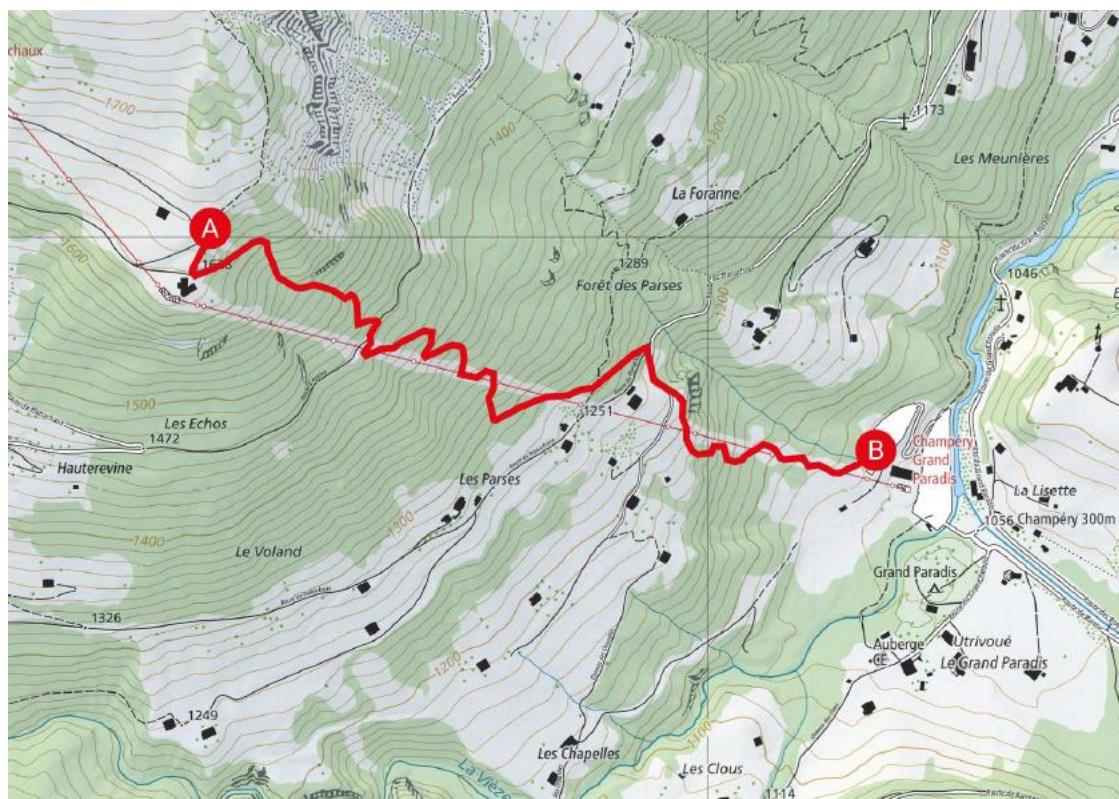 chaux
1700
1400
1173
1300
Les Meunières
La Foranne
A
1638
1600
1289
1100
1046
Forêt des Parses
1200
1500
Les Echos
1251
1472
B
Champéry
Grand
Paradis
Hauterevine
Les Parses
La Lisette
1300
1056
Champéry 300m
1400
Le Voland
Grand Paradis
1326
Auberge
Utrivoué
Le Grand Paradis
1200
1249
Les Chapelles
1100
La Vièze
Les Clous
1114